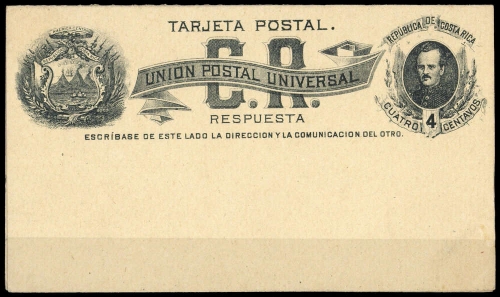 TARJETA POSTAL.
C.R.
UNION POSTAL UNIVERSAL
RESPUESTA
ESCRÍBASE DE ESTE LADO LA DIRECCION Y LA COMUNICACION DEL OTRO.
REPÚBLICA DE COSTA RICA
CUATRO 4 CENTAVOS